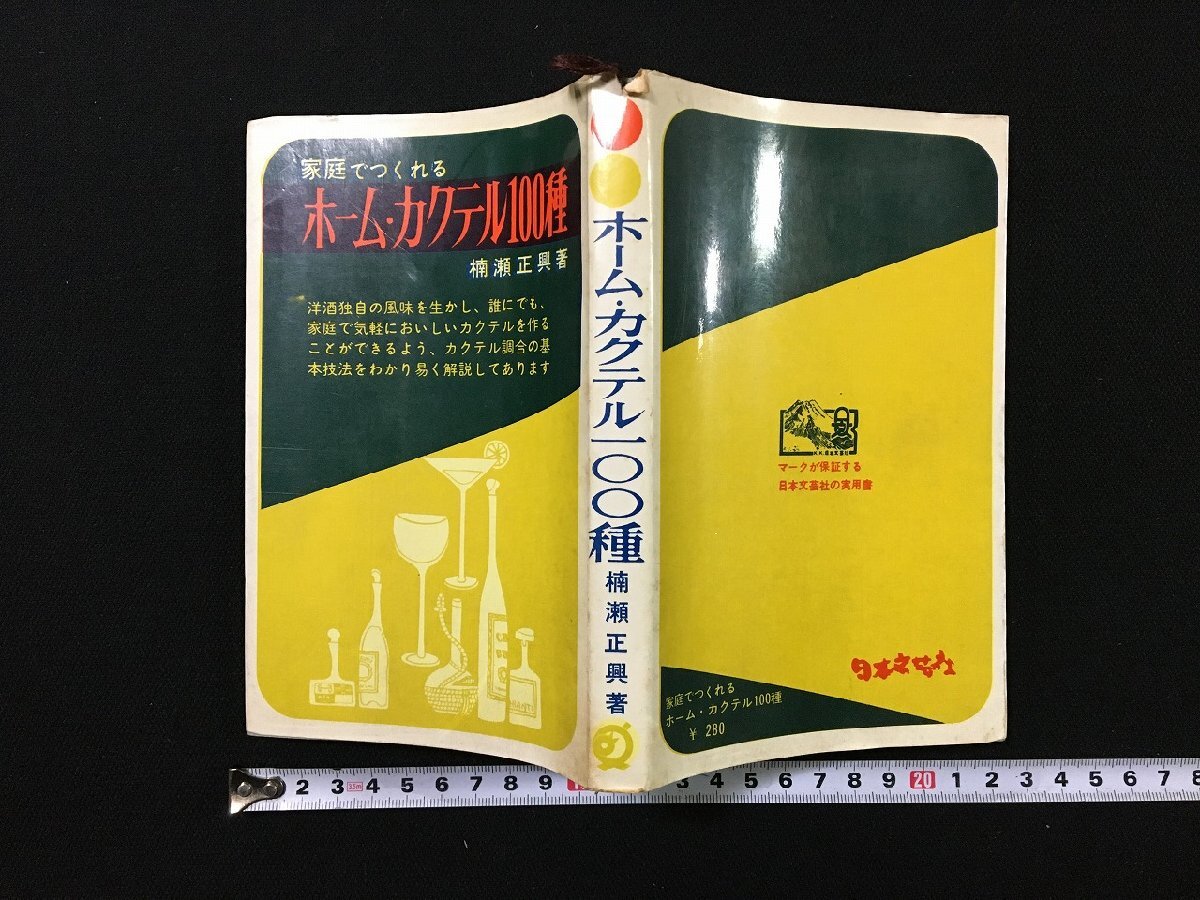 家庭でつくれる
ホーム・カクテル100種
楠瀬正興著
洋酒独自の風味を生かし、誰にでも、
家庭で気軽においしいカクテルを作る
ことができるよう、カクテル調合の基
本技法をわかり易く解説してあります
ホーム・カクテル一〇〇種
楠瀬正興著
マークが保証する
日本文芸社の実用書
日本文芸社
家庭でつくれる
ホーム・カクテル100種
¥ 280
2 3 4 5 6 7 8 9 3 4 5 6 7 8 9 20 1 2 3 4 5 6 7 8